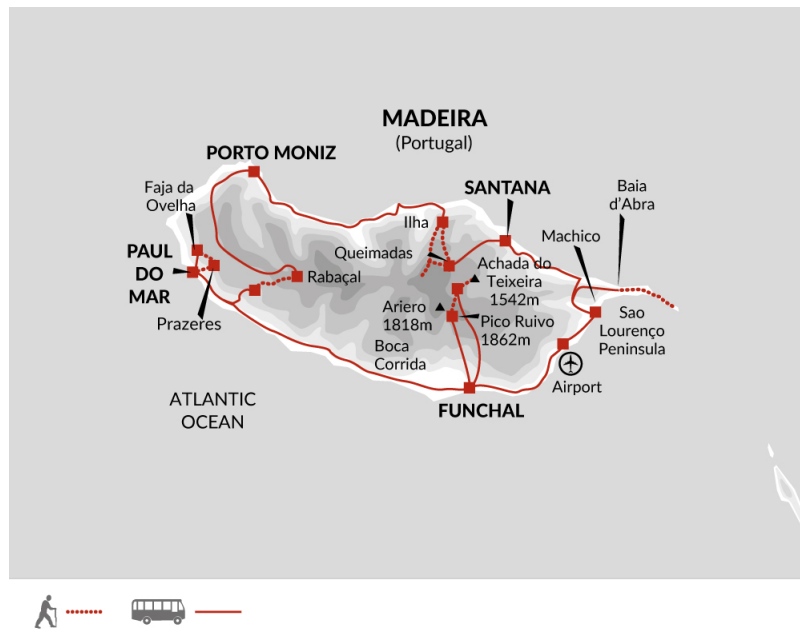 MADEIRA
(Portugal)
PORTO MONIZ
Faja da
Ovelha
SANTANA
Baia
d'Abra
Ilha
Machico
Queimadas
PAUL
DO
MAR
Rabaçal
Achada do
Teixeira
1542m
Prazeres
Ariero
1818m
Pico Ruivo
1862m
Sao
Lourenço
Peninsula
Boca
Corrida
Airport
ATLANTIC
OCEAN
FUNCHAL